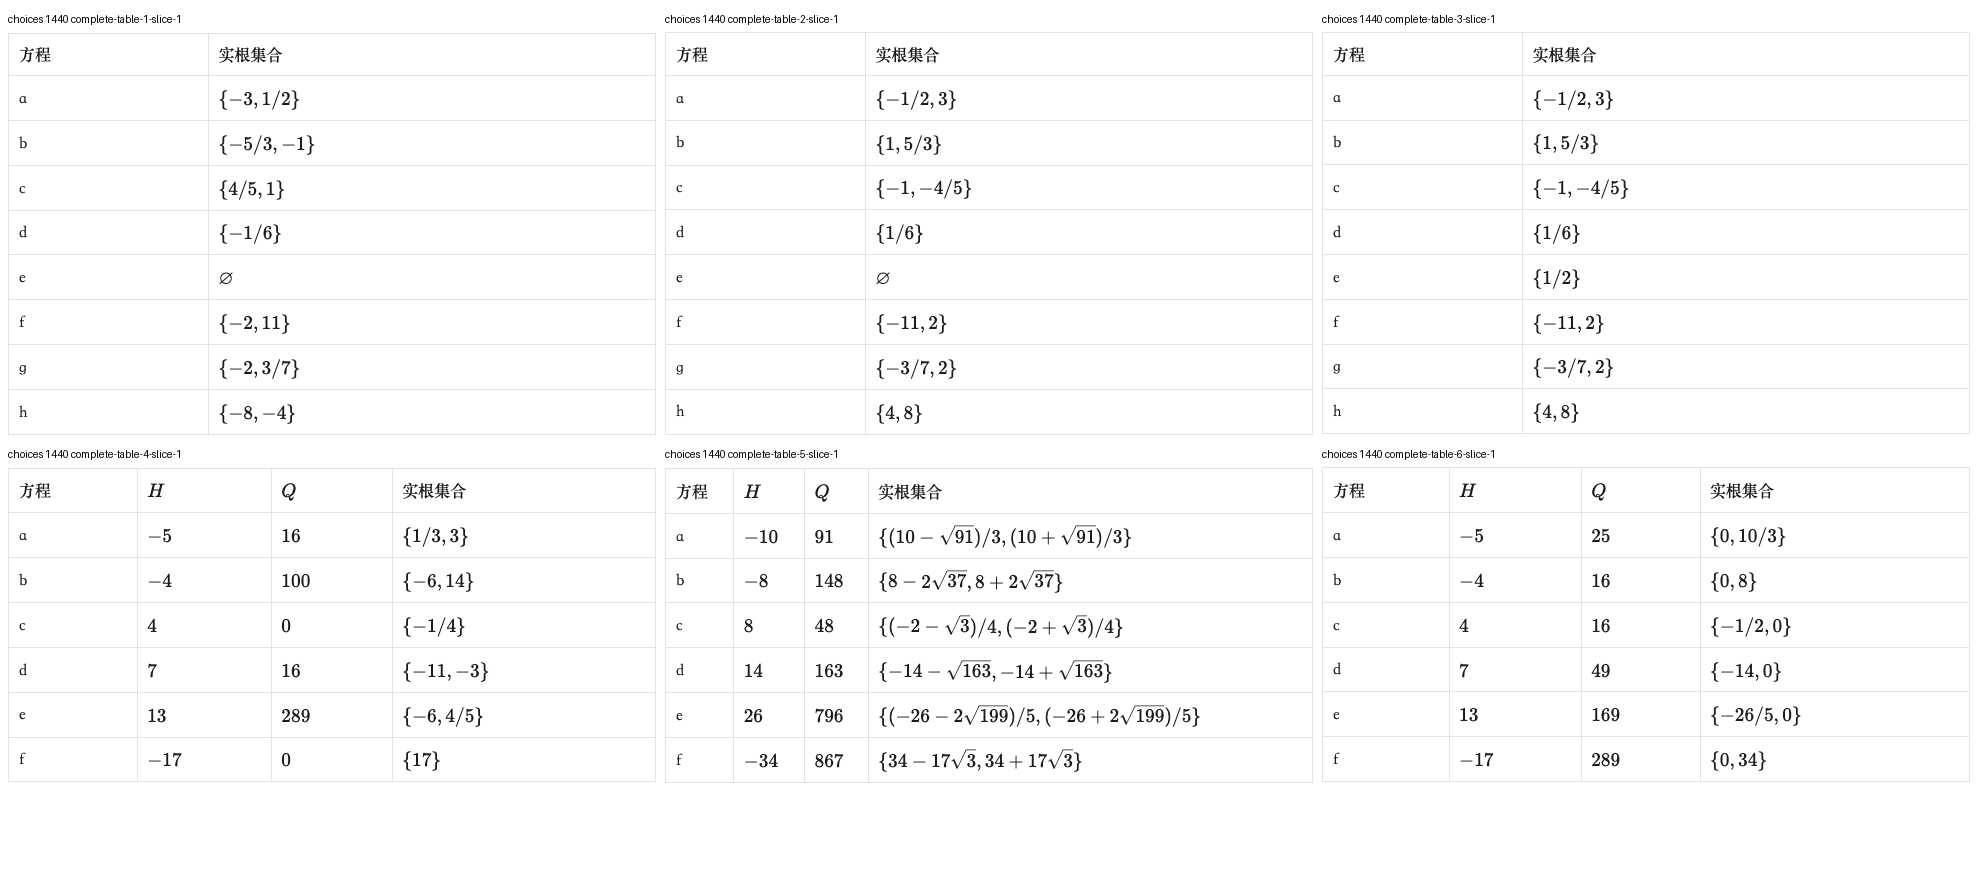 choices 1440 complete-table-1-slice-1
方程 实根集合
a {−3, 1/2}
b {−5/3, −1}
c {4/5, 1}
d {−1/6}
e ∅
f {−2, 11}
g {−2, 3/7}
h {−8, −4}
choices 1440 complete-table-2-slice-1
方程 实根集合
a {−1/2, 3}
b {1, 5/3}
c {−1, −4/5}
d {1/6}
e ∅
f {−11, 2}
g {−3/7, 2}
h {4, 8}
choices 1440 complete-table-3-slice-1
方程 实根集合
a {−1/2, 3}
b {1, 5/3}
c {−1, −4/5}
d {1/6}
e {1/2}
f {−11, 2}
g {−3/7, 2}
h {4, 8}
choices 1440 complete-table-4-slice-1
方程 H Q 实根集合
a −5 16 {1/3, 3}
b −4 100 {−6, 14}
c 4 0 {−1/4}
d 7 16 {−11, −3}
e 13 289 {−6, 4/5}
f −17 0 {17}
choices 1440 complete-table-5-slice-1
方程 H Q 实根集合
a −10 91 {(10 − √91)/3, (10 + √91)/3}
b −8 148 {8 − 2√37, 8 + 2√37}
c 8 48 {(−2 − √3)/4, (−2 + √3)/4}
d 14 163 {−14 − √163, −14 + √163}
e 26 796 {(−26 − 2√199)/5, (−26 + 2√199)/5}
f −34 867 {34 − 17√3, 34 + 17√3}
choices 1440 complete-table-6-slice-1
方程 H Q 实根集合
a −5 25 {0, 10/3}
b −4 16 {0, 8}
c 4 16 {−1/2, 0}
d 7 49 {−14, 0}
e 13 169 {−26/5, 0}
f −17 289 {0, 34}